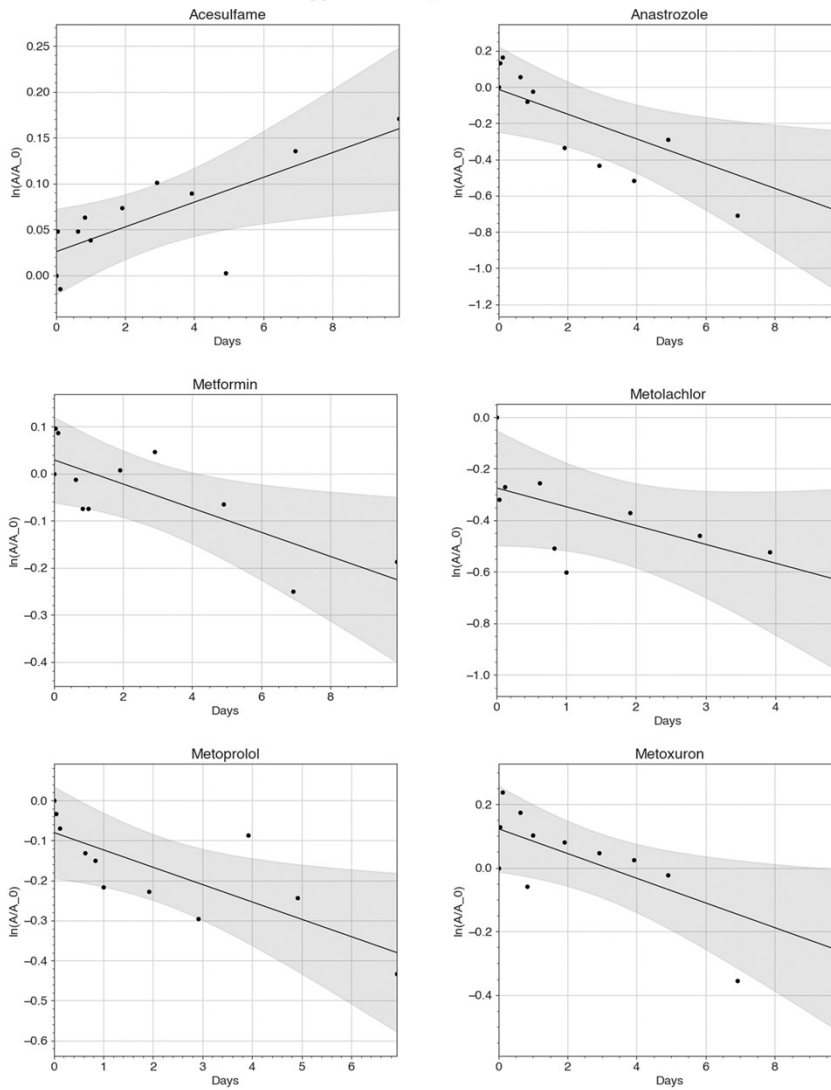 Acesulfame
0.25
0.20
0.15
0.10
0.05
0.00
ln(A/A_0)
0 2 4 6 8
Days
Anastrozole
0.2
0.0
−0.2
−0.4
−0.6
−0.8
−1.0
−1.2
ln(A/A_0)
0 2 4 6 8
Days
Metformin
0.1
0.0
−0.1
−0.2
−0.3
−0.4
ln(A/A_0)
0 2 4 6 8
Days
Metolachlor
0.0
−0.2
−0.4
−0.6
−0.8
−1.0
ln(A/A_0)
0 1 2 3 4
Days
Metoprolol
0.0
−0.1
−0.2
−0.3
−0.4
−0.5
−0.6
ln(A/A_0)
0 1 2 3 4 5 6
Days
Metoxuron
0.2
0.0
−0.2
−0.4
ln(A/A_0)
0 2 4 6 8
Days